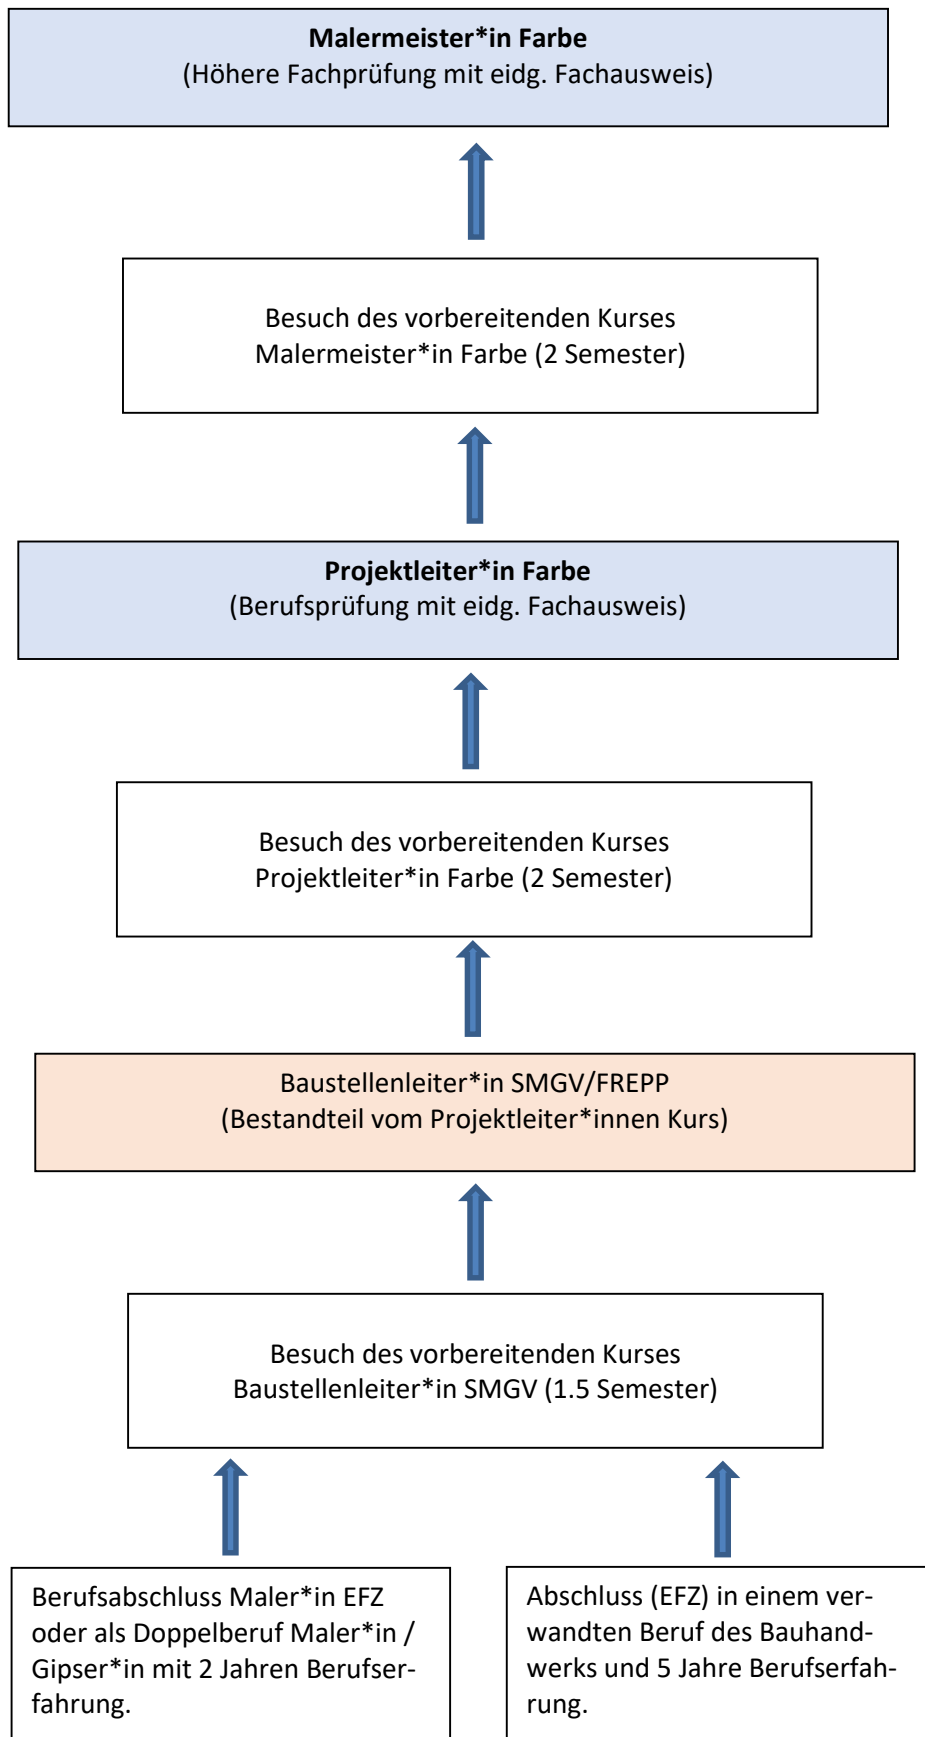 Malermeister*in Farbe
(Höhere Fachprüfung mit eidg. Fachausweis)
Besuch des vorbereitenden Kurses
Malermeister*in Farbe (2 Semester)
Projektleiter*in Farbe
(Berufsprüfung mit eidg. Fachausweis)
Besuch des vorbereitenden Kurses
Projektleiter*in Farbe (2 Semester)
Baustellenleiter*in SMGV/FREPP
(Bestandteil vom Projektleiter*innen Kurs)
Besuch des vorbereitenden Kurses
Baustellenleiter*in SMGV (1.5 Semester)
Berufsabschluss Maler*in EFZ
oder als Doppelberuf Maler*in /
Gipser*in mit 2 Jahren Berufser-
fahrung.
Abschluss (EFZ) in einem ver-
wandten Beruf des Bauhand-
werks und 5 Jahre Berufserfah-
rung.